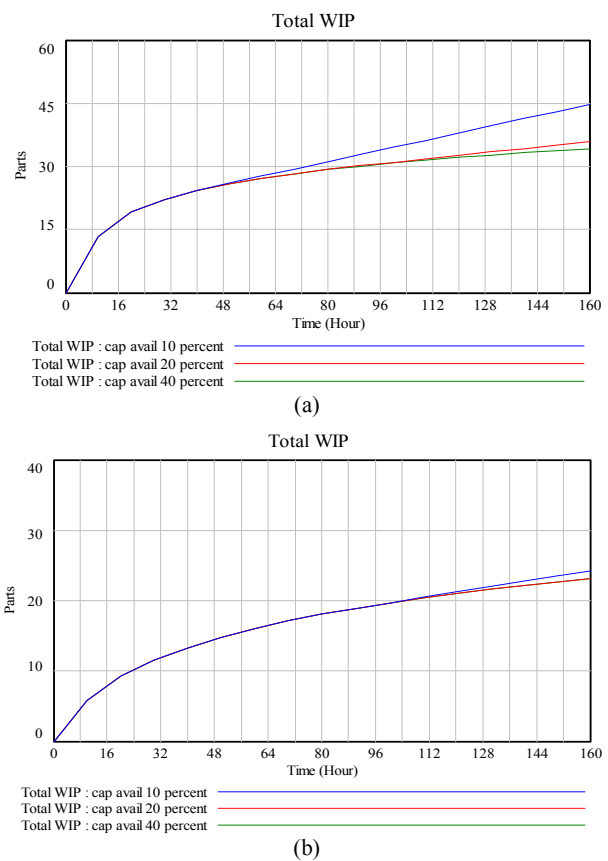 Total WIP
60
45
30
15
0
Parts
0 16 32 48 64 80 96 112 128 144 160
Time (Hour)
Total WIP : cap avail 10 percent
Total WIP : cap avail 20 percent
Total WIP : cap avail 40 percent
(a)
Total WIP
40
30
20
10
0
Parts
0 16 32 48 64 80 96 112 128 144 160
Time (Hour)
Total WIP : cap avail 10 percent
Total WIP : cap avail 20 percent
Total WIP : cap avail 40 percent
(b)